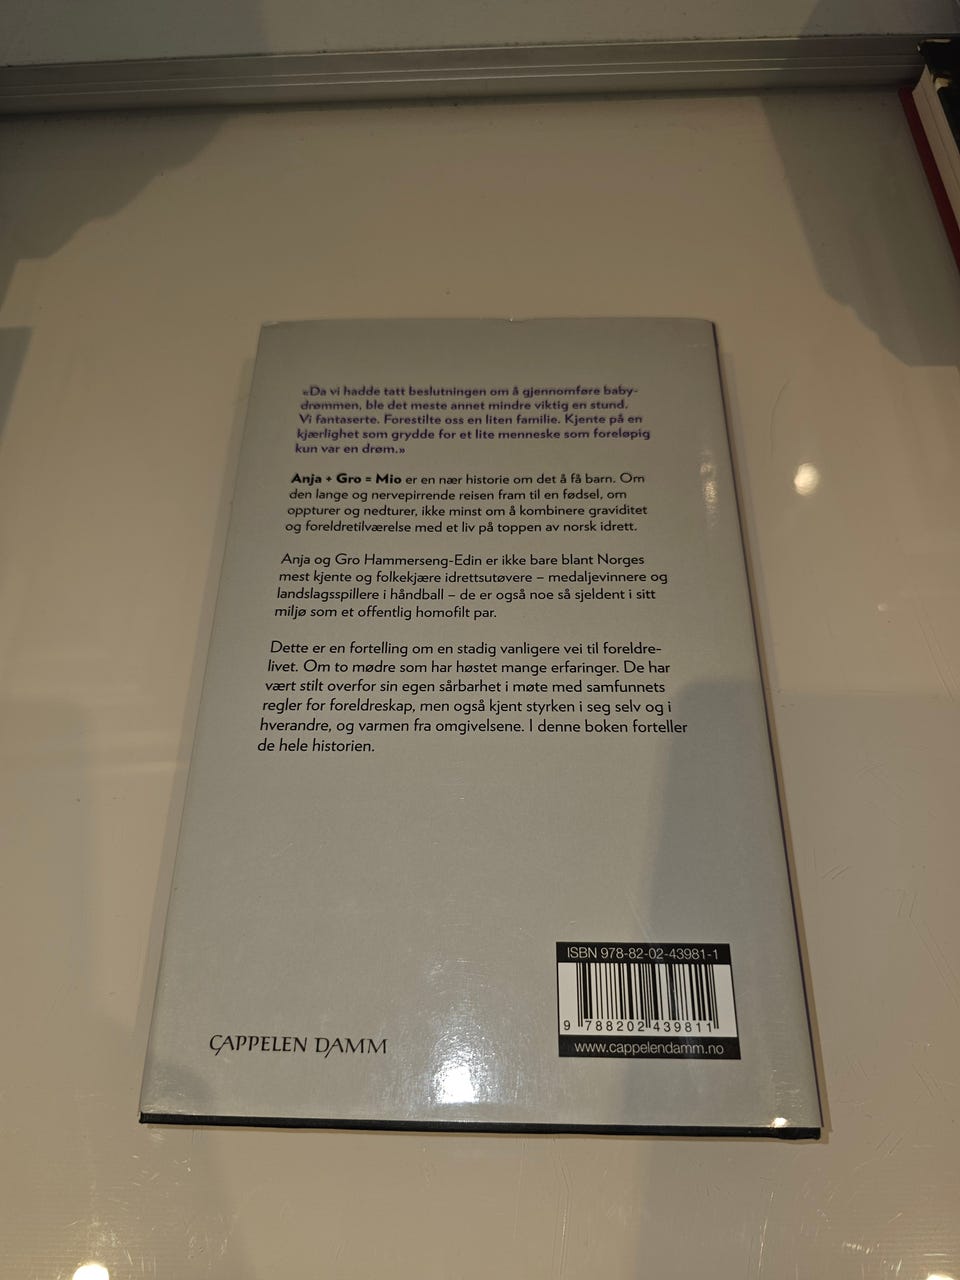 «Da vi hadde tatt beslutningen om å gjennomføre baby-
drømmen, ble det meste annet mindre viktig en stund.
Vi fantaserte. Forestilte oss en liten familie. Kjente på en
kjærlighet som grydde for et lite menneske som foreløpig
kun var en drøm.»
Anja + Gro = Mio er en nær historie om det å få barn. Om
den lange og nervepirrende reisen fram til en fødsel, om
oppturer og nedturer, ikke minst om å kombinere graviditet
og foreldretilværelse med et liv på toppen av norsk idrett.
Anja og Gro Hammerseng-Edin er ikke bare blant Norges
mest kjente og folkekjære idrettsutøvere – medaljevinnere og
landslagsspillere i håndball – de er også noe så sjeldent i sitt
miljø som et offentlig homofilt par.
Dette er en fortelling om en stadig vanligere vei til foreldre-
livet. Om to mødre som har høstet mange erfaringer. De har
vært stilt overfor sin egen sårbarhet i møte med samfunnets
regler for foreldreskap, men også kjent styrken i seg selv og i
hverandre, og varmen fra omgivelsene. I denne boken forteller
de hele historien.
ISBN 978-82-02-43981-1
9 788202 439811
www.cappelendamm.no
CAPPELEN DAMM